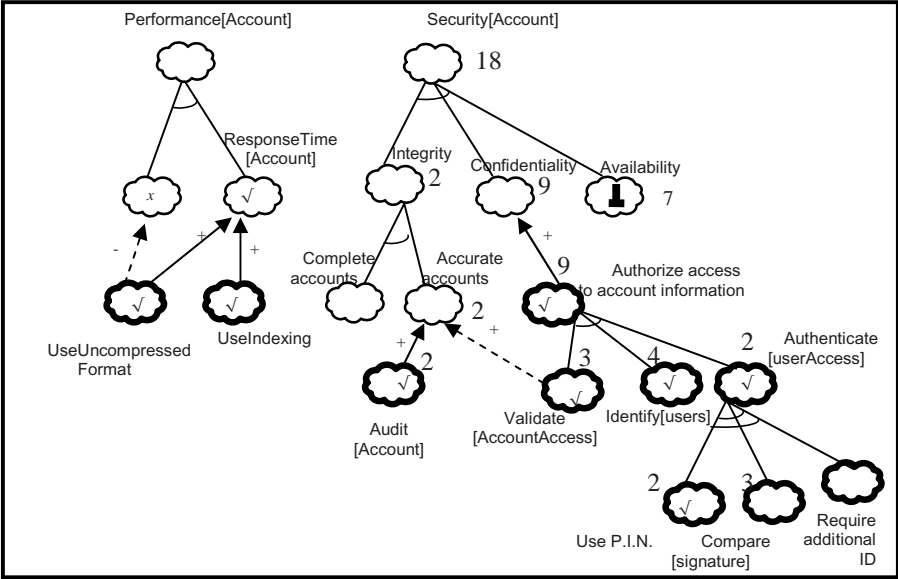 Performance[Account]
Security[Account]
18
ResponseTime
[Account]
Integrity
2
Confidentiality
9
Availability
7
x
√
-
+
+
+
9
Complete
accounts
Accurate
accounts
2
Authorize access
to account information
√
√
√
UseUncompressed
Format
UseIndexing
+
2
+
3
4
2
Authenticate
[userAccess]
√
√
√
√
Audit
[Account]
Validate
[AccountAccess]
Identify[users]
2
3
√
Use P.I.N.
Compare
[signature]
Require
additional
ID